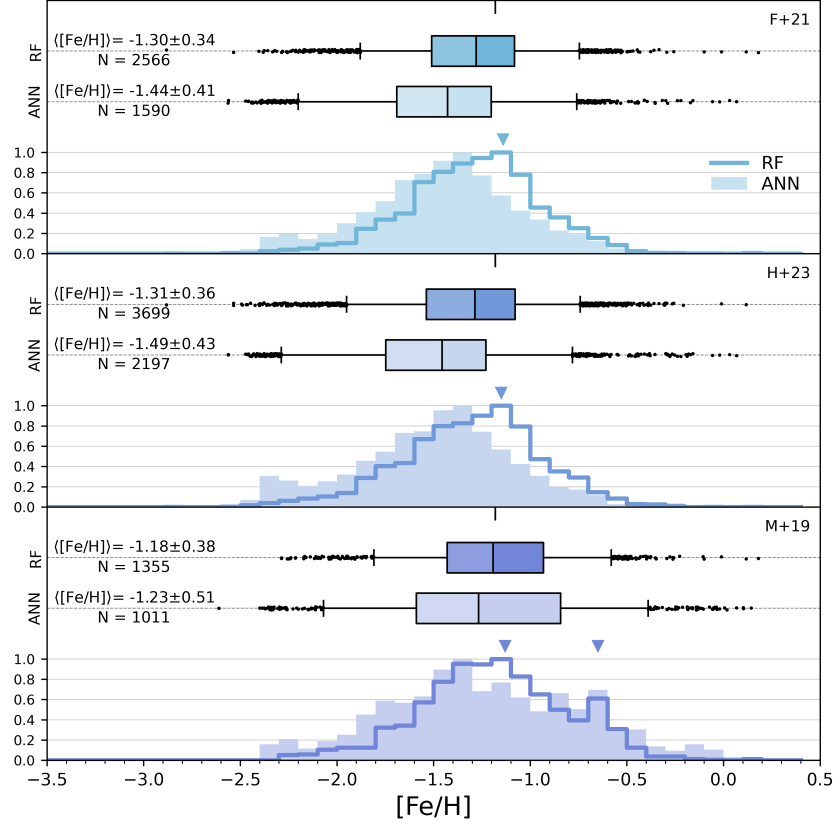 F+21
RF
⟨[Fe/H]⟩= -1.30±0.34
N = 2566
ANN
⟨[Fe/H]⟩= -1.44±0.41
N = 1590
RF
ANN
1.0
0.8
0.6
0.4
0.2
0.0
H+23
RF
⟨[Fe/H]⟩= -1.31±0.36
N = 3699
ANN
⟨[Fe/H]⟩= -1.49±0.43
N = 2197
1.0
0.8
0.6
0.4
0.2
0.0
M+19
RF
⟨[Fe/H]⟩= -1.18±0.38
N = 1355
ANN
⟨[Fe/H]⟩= -1.23±0.51
N = 1011
1.0
0.8
0.6
0.4
0.2
0.0
−3.5 −3.0 −2.5 −2.0 −1.5 −1.0 −0.5 0.0 0.5
[Fe/H]